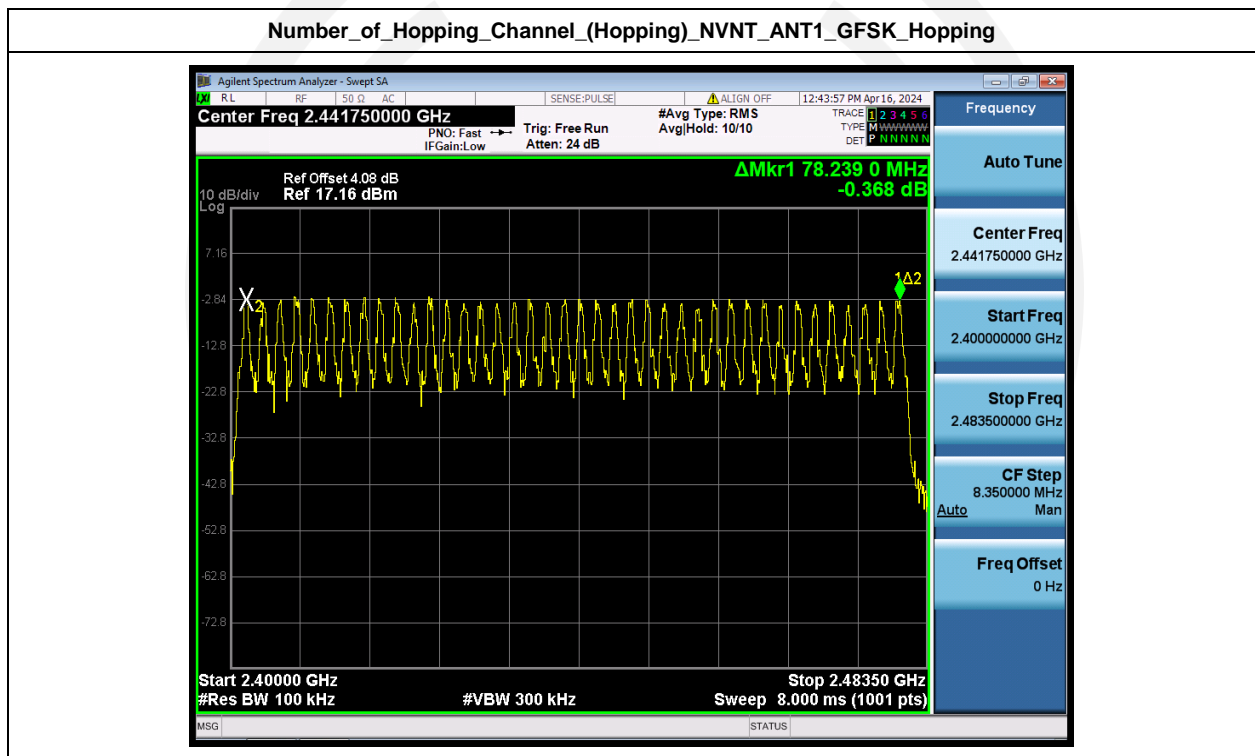 Number_of_Hopping_Channel_(Hopping)_NVNT_ANT1_GFSK_Hopping
Agilent Spectrum Analyzer - Swept SA
LXI RL RF 50 Ω AC SENSE:PULSE ALIGN OFF 12:43:57 PM Apr 16, 2024
Center Freq 2.441750000 GHz
PNO: Fast
IFGain:Low
Trig: Free Run
Atten: 24 dB
#Avg Type: RMS
Avg|Hold: 10/10
TRACE 1 2 3 4 5 6
TYPE M WWWWW
DET P N N N N N
ΔMkr1 78.239 0 MHz
-0.368 dB
Ref Offset 4.08 dB
10 dB/div Ref 17.16 dBm
Log
7.16
-2.84
-12.8
-22.8
-32.8
-42.8
-52.8
-62.8
-72.8
X2
1Δ2
Start 2.40000 GHz Stop 2.48350 GHz
#Res BW 100 kHz #VBW 300 kHz Sweep 8.000 ms (1001 pts)
MSG STATUS
Frequency
Auto Tune
Center Freq
2.441750000 GHz
Start Freq
2.400000000 GHz
Stop Freq
2.483500000 GHz
CF Step
8.350000 MHz
Auto Man
Freq Offset
0 Hz